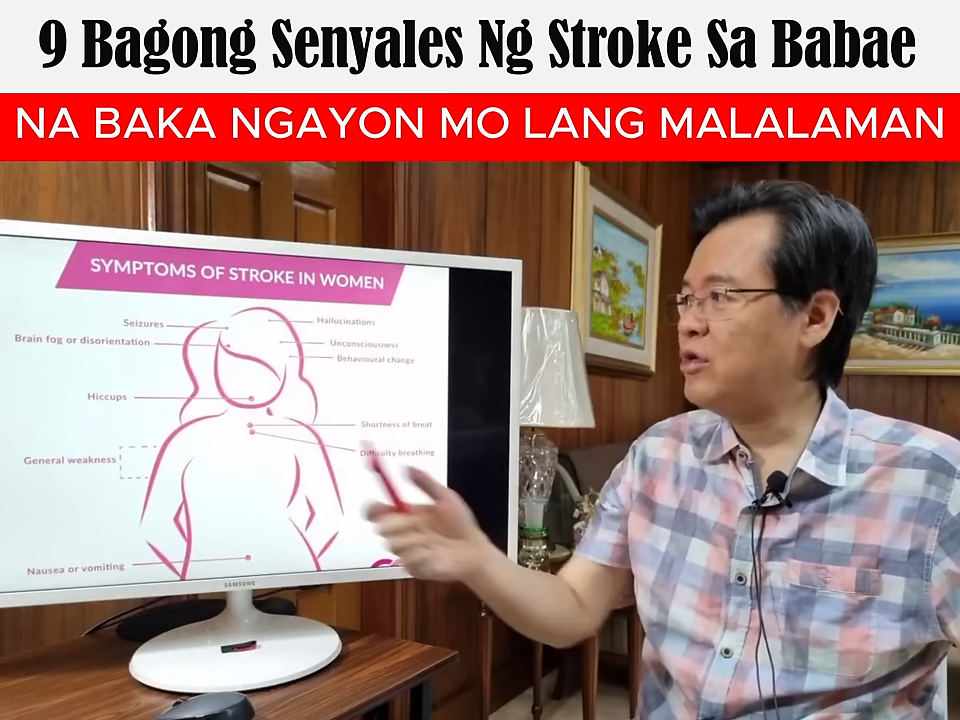 9 Bagong Senyales Ng Stroke Sa Babae
NA BAKA NGAYON MO LANG MALALAMAN
SYMPTOMS OF STROKE IN WOMEN
Seizures
Hallucinations
Brain fog or disorientation
Unconsciousness
Behavioural change
Hiccups
Shortness of breat
Difficulty breathing
General weakness
Nausea or vomiting
SAMSUNG